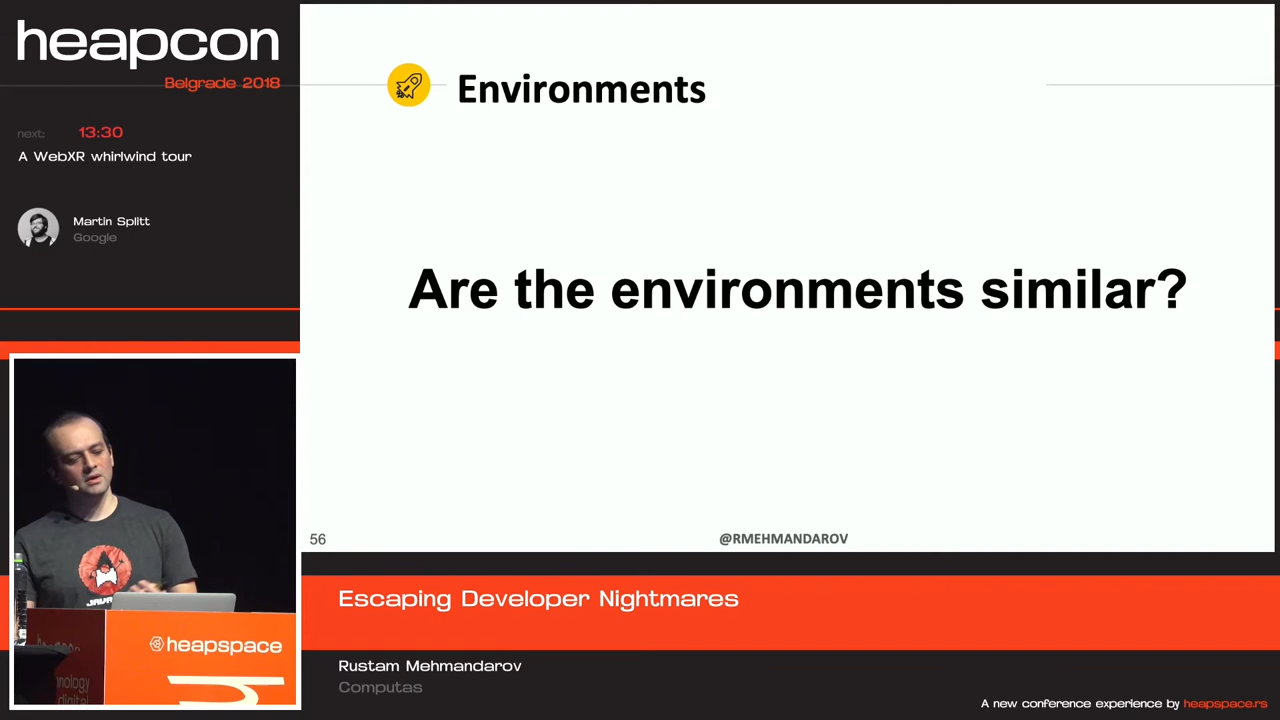 heapcon
Belgrade 2018
next: 13:30
A WebXR whirlwind tour
Martin Splitt
Google
Environments
Are the environments similar?
56
@RMEHMANDAROV
heapspace
Escaping Developer Nightmares
Rustam Mehmandarov
Computas
A new conference experience by heapspace.rs